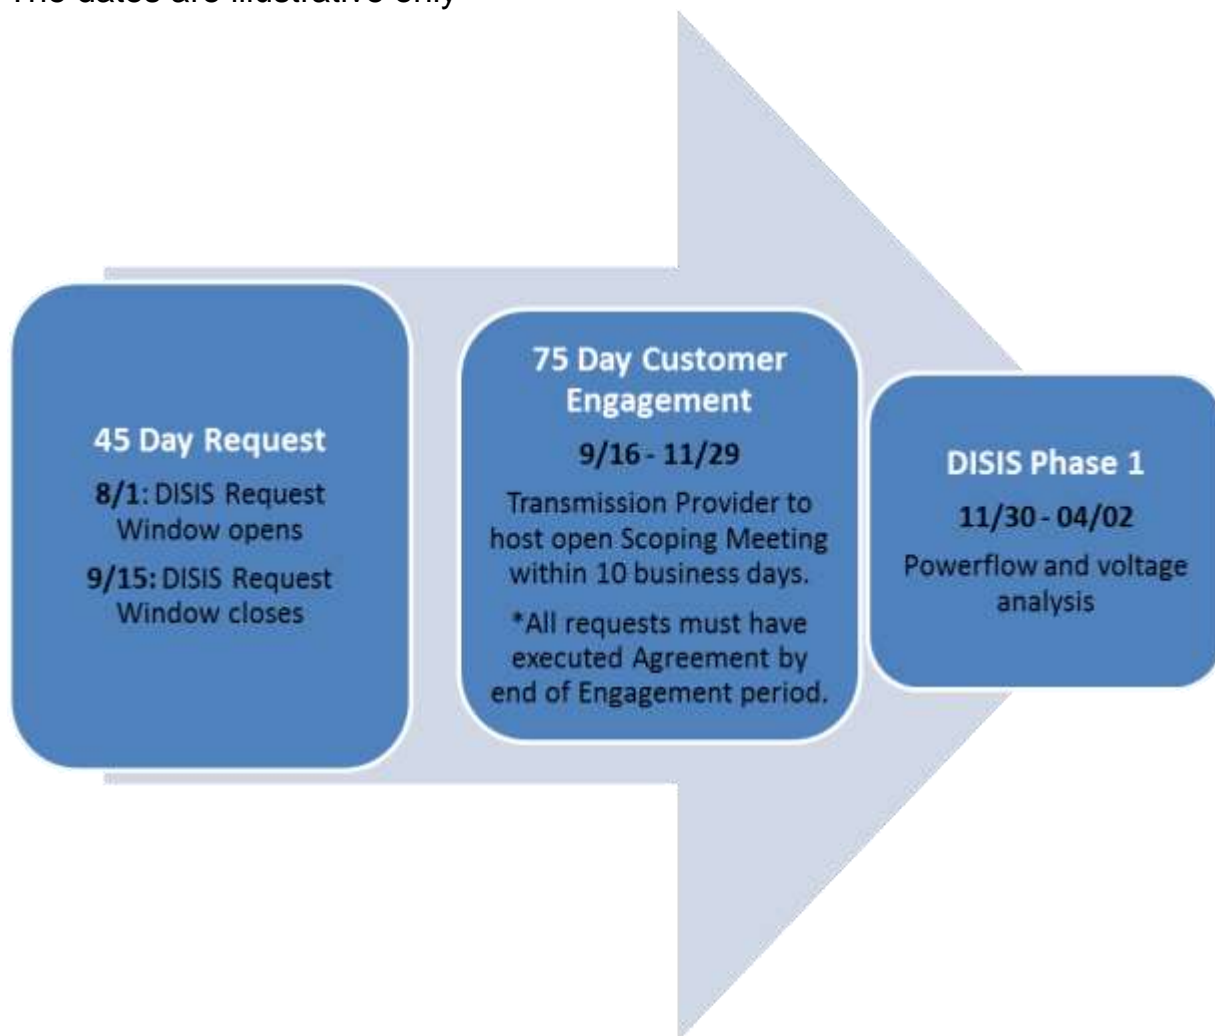 The dates are illustrative only
45 Day Request
8/1: DISIS Request
Window opens
9/15: DISIS Request
Window closes
75 Day Customer
Engagement
9/16 - 11/29
Transmission Provider to
host open Scoping Meeting
within 10 business days.
*All requests must have
executed Agreement by
end of Engagement period.
DISIS Phase 1
11/30 - 04/02
Powerflow and voltage
analysis